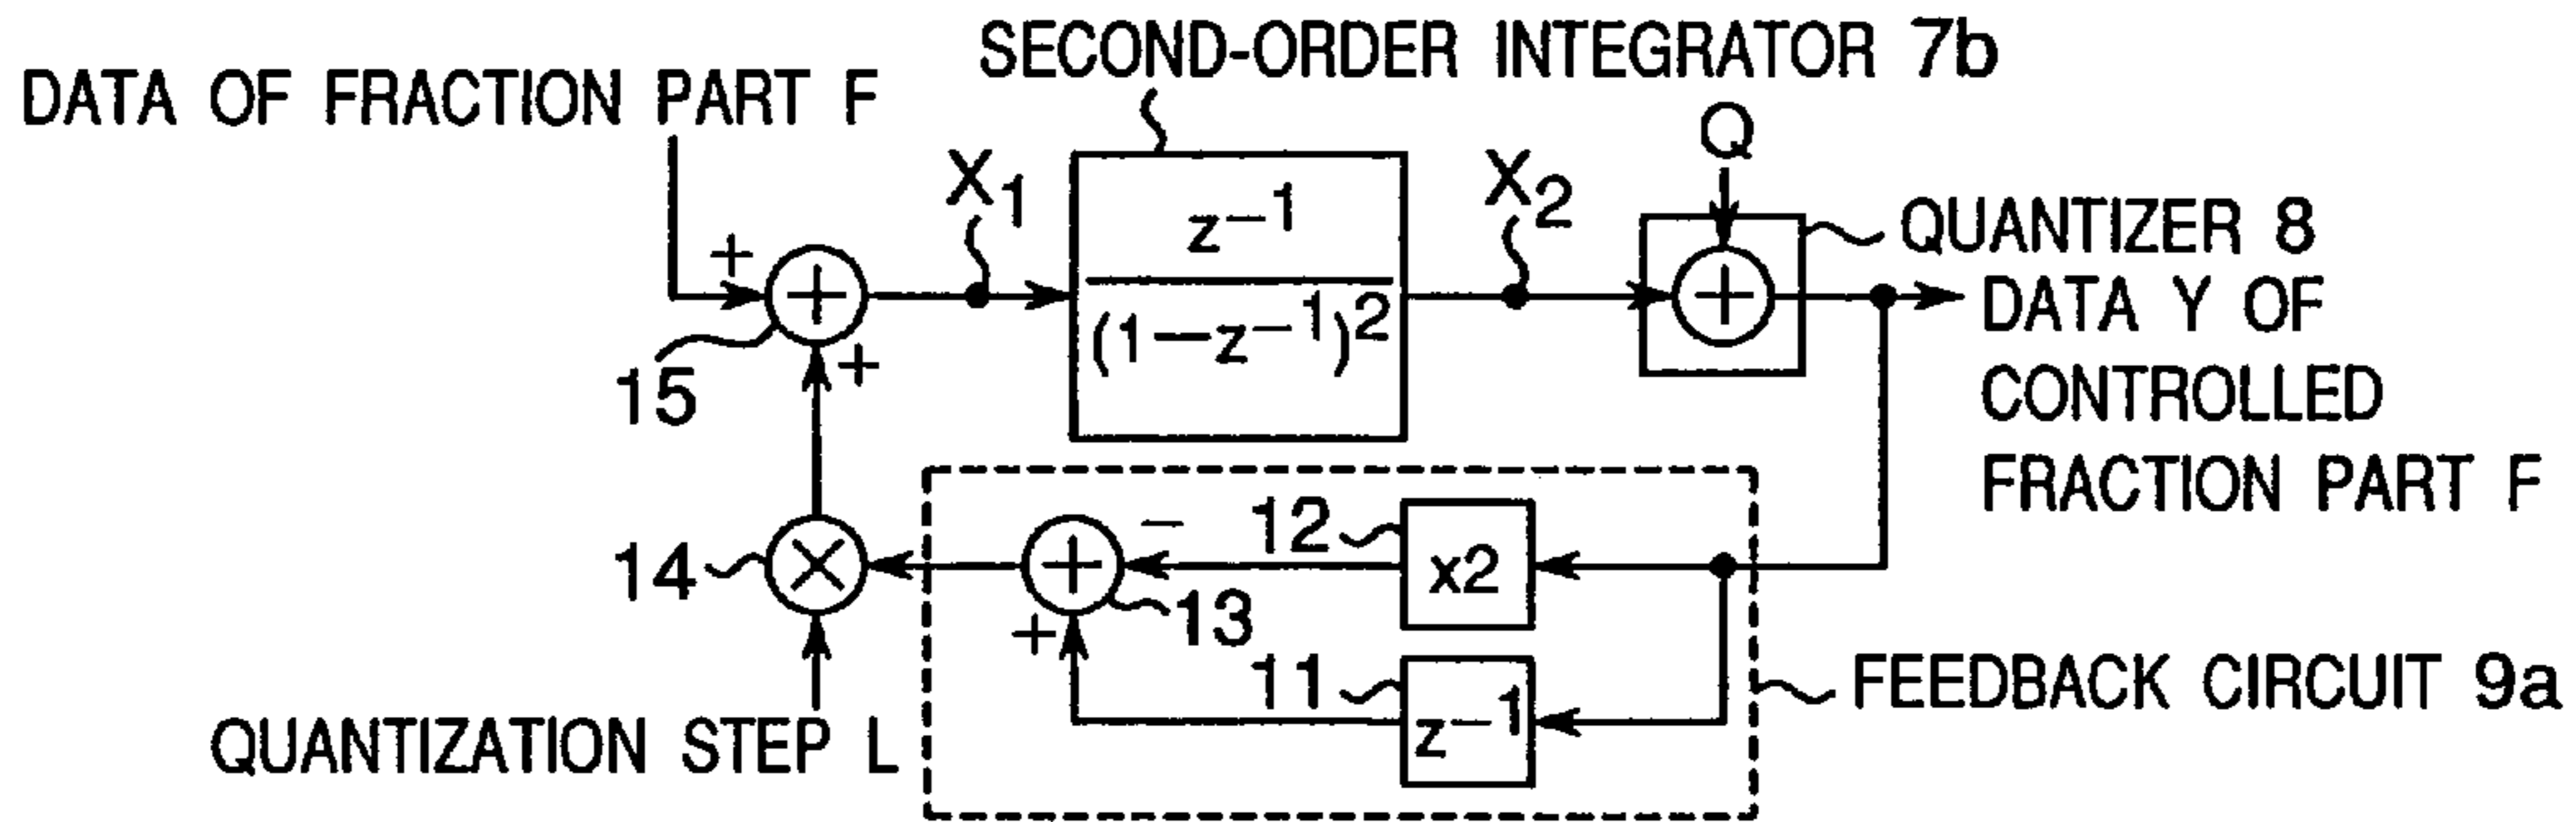 SECOND-ORDER INTEGRATOR 7b
DATA OF FRACTION PART F
Q
X1
X2
z−1
(1−z−1)2
QUANTIZER 8
+
+
+
+
15
DATA Y OF
CONTROLLED
FRACTION PART F
14
×
+
−
+
13
12
x2
11
z−1
FEEDBACK CIRCUIT 9a
QUANTIZATION STEP L